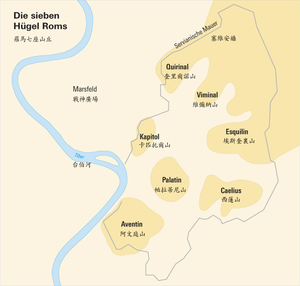 Die sieben
Hügel Roms
羅馬七座山丘
Servianische Mauer
塞維安牆
Quirinal
奎里爾諾山
Marsfeld
戰神廣場
Viminal
維彌納山
Kapitol
卡匹托爾山
Esquilin
埃斯奎裏山
Tiber
台伯河
Palatin
帕拉蒂尼山
Caelius
西蓮山
Aventin
阿文庭山